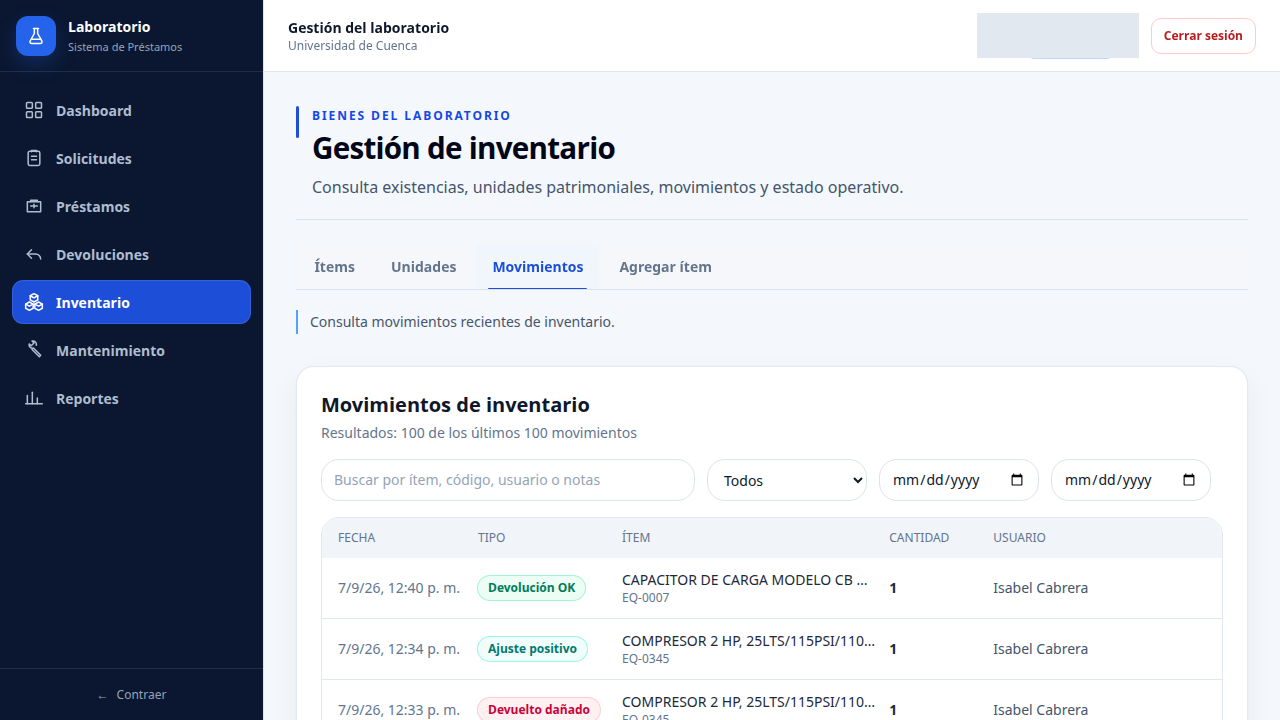 Laboratorio
Sistema de Préstamos
Gestión del laboratorio
Universidad de Cuenca
Cerrar sesión
Dashboard
Solicitudes
Préstamos
Devoluciones
Inventario
Mantenimiento
Reportes
← Contraer
BIENES DEL LABORATORIO
Gestión de inventario
Consulta existencias, unidades patrimoniales, movimientos y estado operativo.
Ítems Unidades Movimientos Agregar ítem
Consulta movimientos recientes de inventario.
Movimientos de inventario
Resultados: 100 de los últimos 100 movimientos
Buscar por ítem, código, usuario o notas Todos mm/dd/yyyy mm/dd/yyyy
FECHA TIPO ÍTEM CANTIDAD USUARIO
7/9/26, 12:40 p. m. Devolución OK CAPACITOR DE CARGA MODELO CB ... 1 Isabel Cabrera
EQ-0007
7/9/26, 12:34 p. m. Ajuste positivo COMPRESOR 2 HP, 25LTS/115PSI/110... 1 Isabel Cabrera
EQ-0345
7/9/26, 12:33 p. m. Devuelto dañado COMPRESOR 2 HP, 25LTS/115PSI/110... 1 Isabel Cabrera
EQ-0345